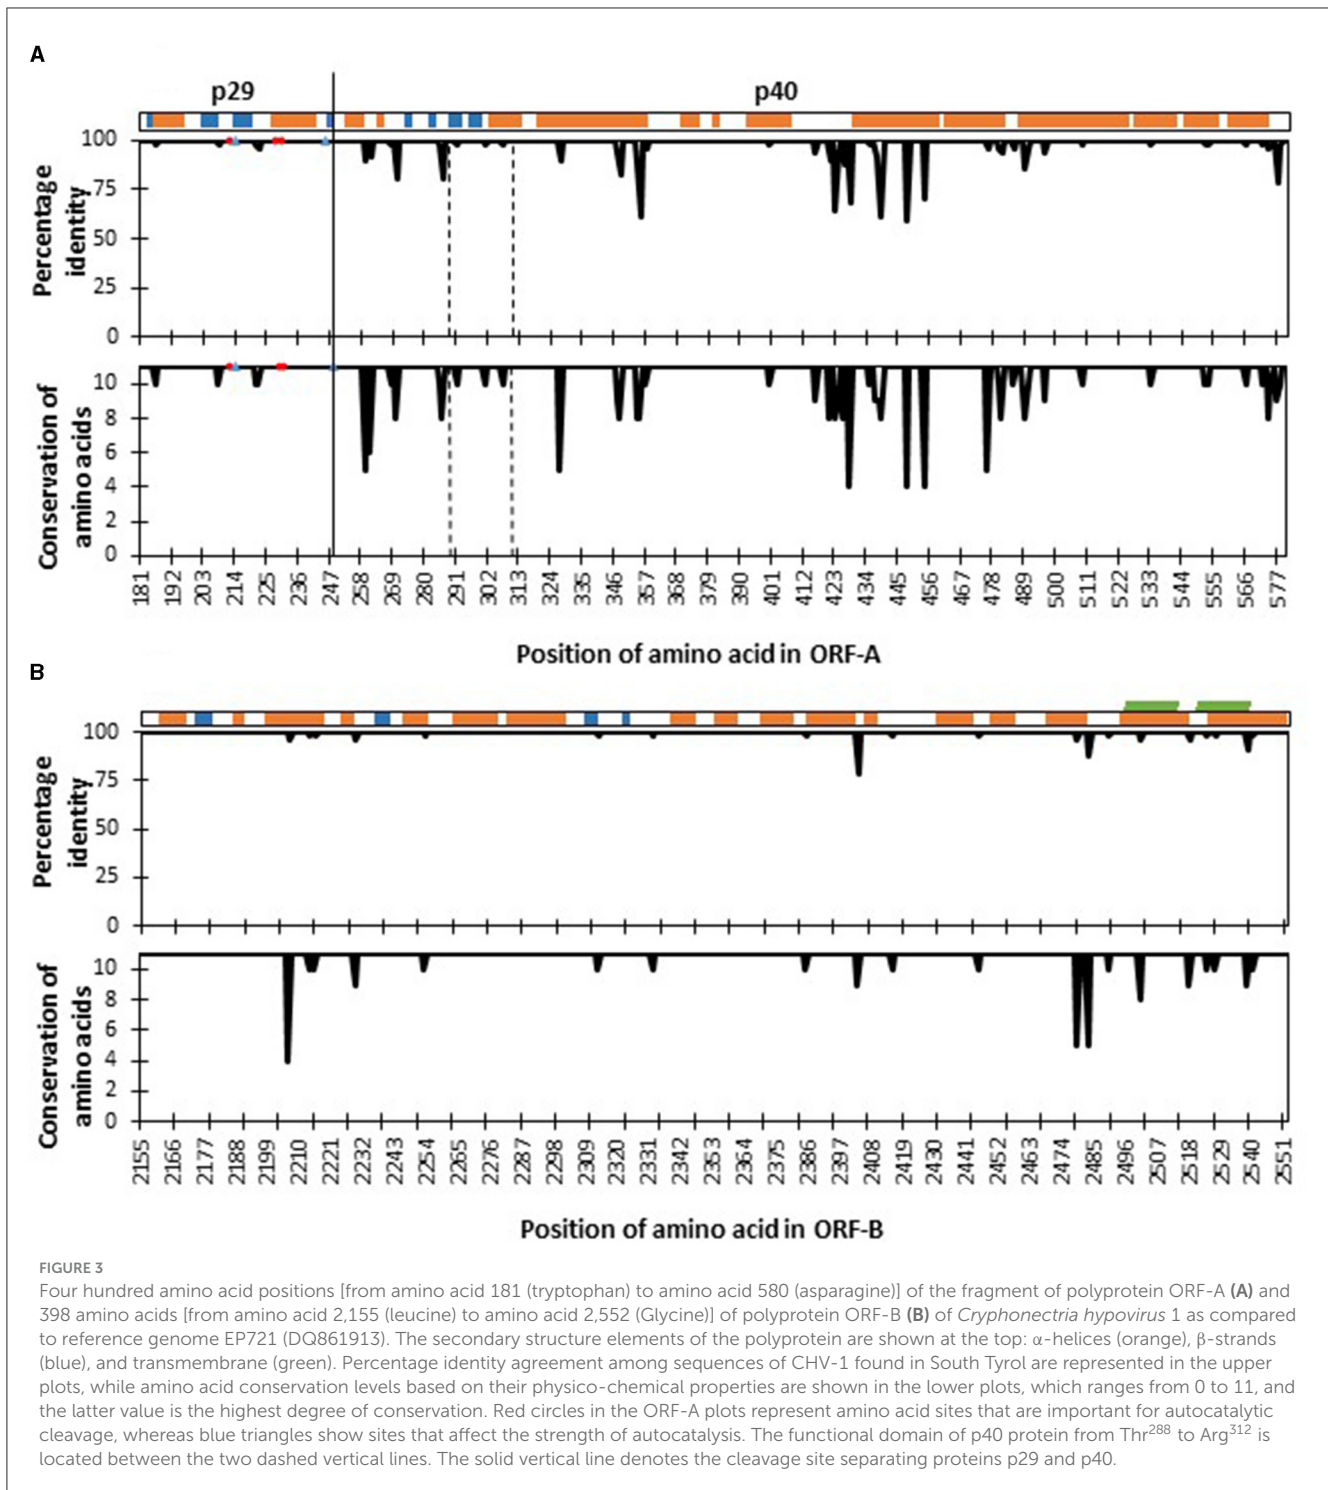 A
p29 p40
Percentage identity
100
75
50
25
0
Conservation of amino acids
10
8
6
4
2
0
181 192 203 214 225 236 247 258 269 280 291 302 313 324 335 346 357 368 379 390 401 412 423 434 445 456 467 478 489 500 511 522 533 544 555 566 577
Position of amino acid in ORF-A
B
Percentage identity
100
75
50
25
0
Conservation of amino acids
10
8
6
4
2
0
2155 2166 2177 2188 2199 2210 2221 2232 2243 2254 2265 2276 2287 2298 2309 2320 2331 2342 2353 2364 2375 2386 2397 2408 2419 2430 2441 2452 2463 2474 2485 2496 2507 2518 2529 2540 2551
Position of amino acid in ORF-B
FIGURE 3
Four hundred amino acid positions [from amino acid 181 (tryptophan) to amino acid 580 (asparagine)] of the fragment of polyprotein ORF-A (A) and
398 amino acids [from amino acid 2,155 (leucine) to amino acid 2,552 (Glycine)] of polyprotein ORF-B (B) of Cryphonectria hypovirus 1 as compared
to reference genome EP721 (DQ861913). The secondary structure elements of the polyprotein are shown at the top: α-helices (orange), β-strands
(blue), and transmembrane (green). Percentage identity agreement among sequences of CHV-1 found in South Tyrol are represented in the upper
plots, while amino acid conservation levels based on their physico-chemical properties are shown in the lower plots, which ranges from 0 to 11, and
the latter value is the highest degree of conservation. Red circles in the ORF-A plots represent amino acid sites that are important for autocatalytic
cleavage, whereas blue triangles show sites that affect the strength of autocatalysis. The functional domain of p40 protein from Thr288 to Arg312 is
located between the two dashed vertical lines. The solid vertical line denotes the cleavage site separating proteins p29 and p40.